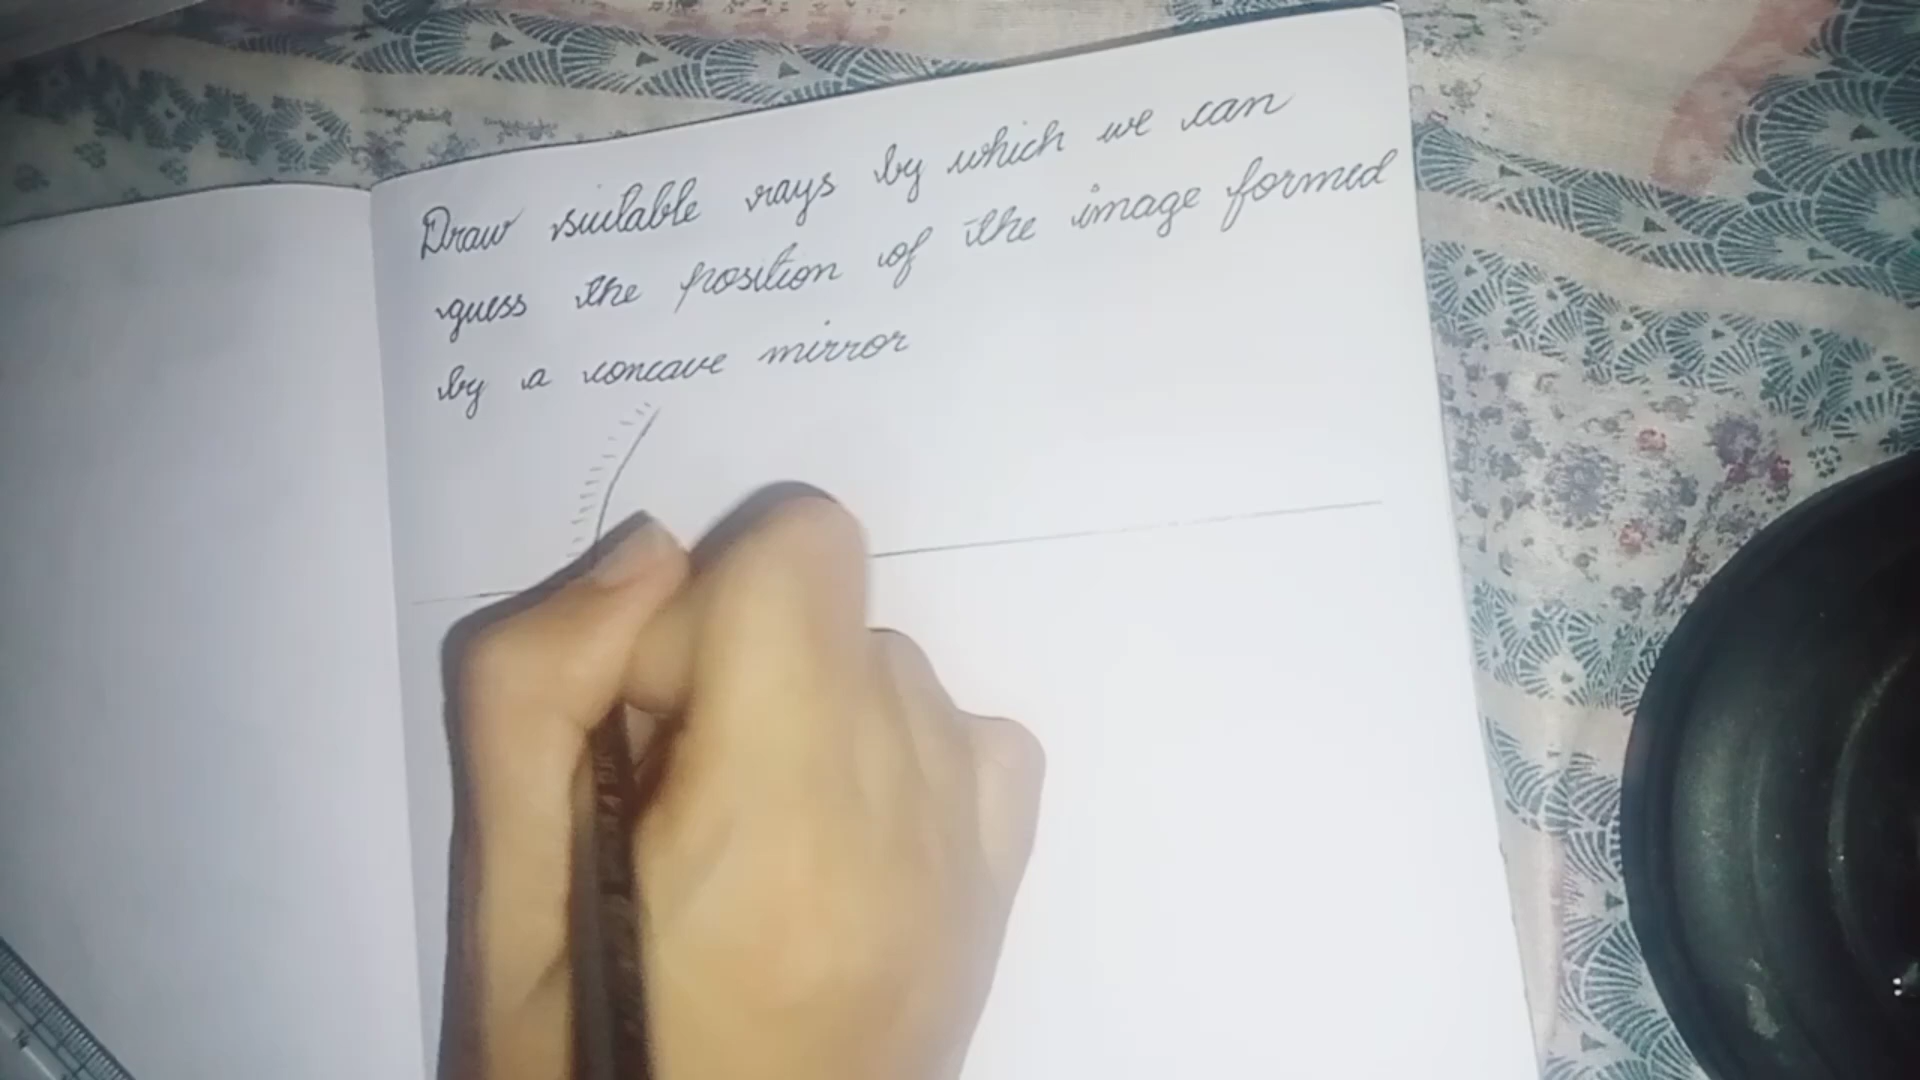 Draw suitable rays by which we can
guess the position of the image formed
by a concave mirror